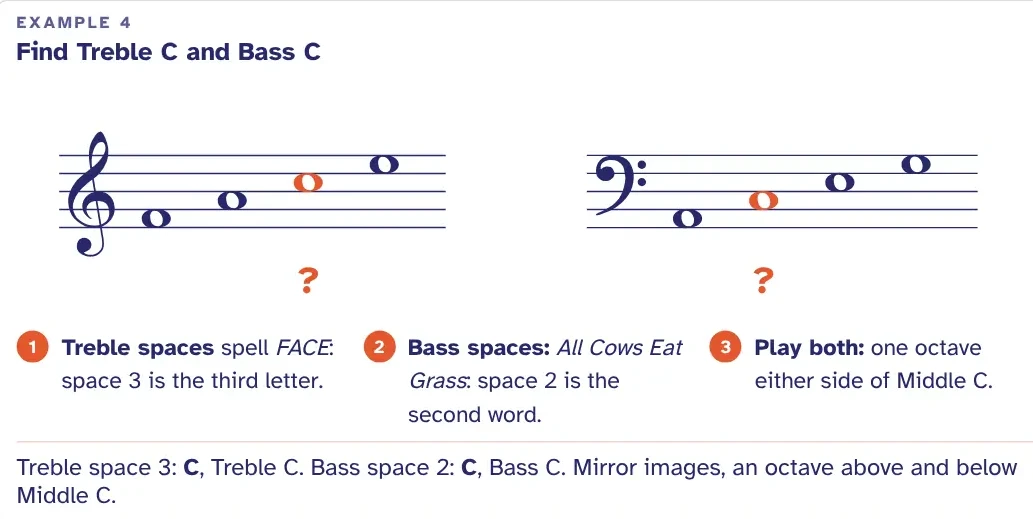 EXAMPLE 4
Find Treble C and Bass C
? ?
1 Treble spaces spell FACE:
space 3 is the third letter.
2 Bass spaces: All Cows Eat
Grass: space 2 is the
second word.
3 Play both: one octave
either side of Middle C.
Treble space 3: C, Treble C. Bass space 2: C, Bass C. Mirror images, an octave above and below
Middle C.